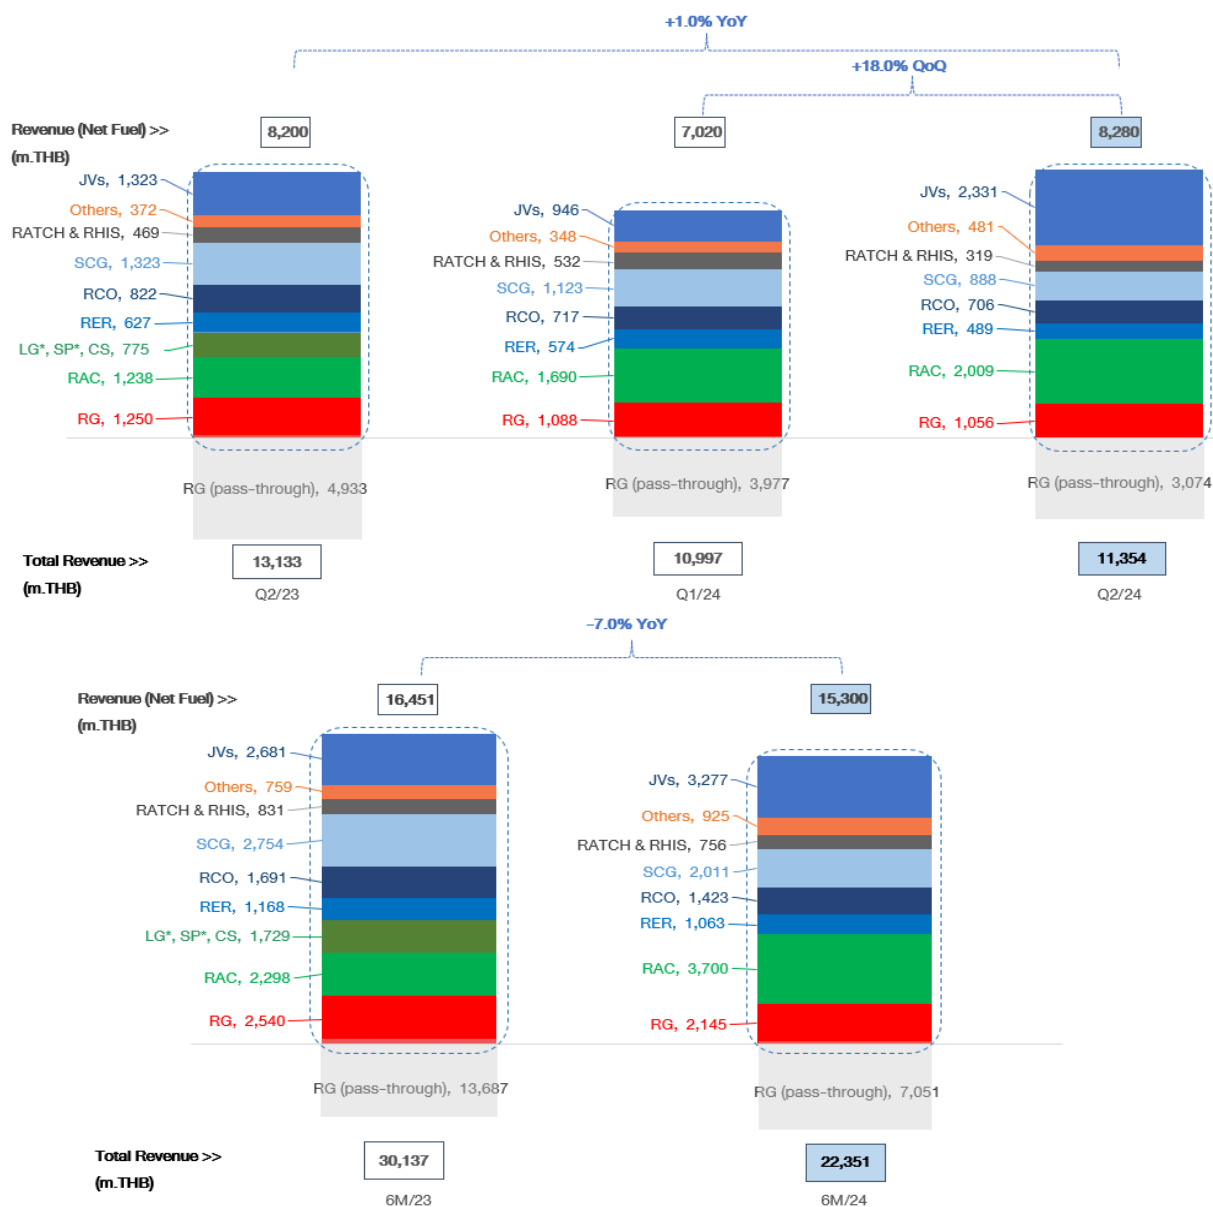 +1.0% YoY
+18.0% QoQ
Revenue (Net Fuel) >>
(m.THB)
8,200
7,020
8,280
JVs, 1,323
Others, 372
RATCH & RHIS, 469
SCG, 1,323
RCO, 822
RER, 627
LG*, SP*, CS, 775
RAC, 1,238
RG, 1,250
RG (pass-through), 4,933
JVs, 946
Others, 348
RATCH & RHIS, 532
SCG, 1,123
RCO, 717
RER, 574
RAC, 1,690
RG, 1,088
RG (pass-through), 3,977
JVs, 2,331
Others, 481
RATCH & RHIS, 319
SCG, 888
RCO, 706
RER, 489
RAC, 2,009
RG, 1,056
RG (pass-through), 3,074
Total Revenue >>
(m.THB)
13,133
10,997
11,354
Q2/23
Q1/24
Q2/24
-7.0% YoY
Revenue (Net Fuel) >>
(m.THB)
16,451
15,300
JVs, 2,681
Others, 759
RATCH & RHIS, 831
SCG, 2,754
RCO, 1,691
RER, 1,168
LG*, SP*, CS, 1,729
RAC, 2,298
RG, 2,540
RG (pass-through), 13,687
JVs, 3,277
Others, 925
RATCH & RHIS, 756
SCG, 2,011
RCO, 1,423
RER, 1,063
RAC, 3,700
RG, 2,145
RG (pass-through), 7,051
Total Revenue >>
(m.THB)
30,137
22,351
6M/23
6M/24